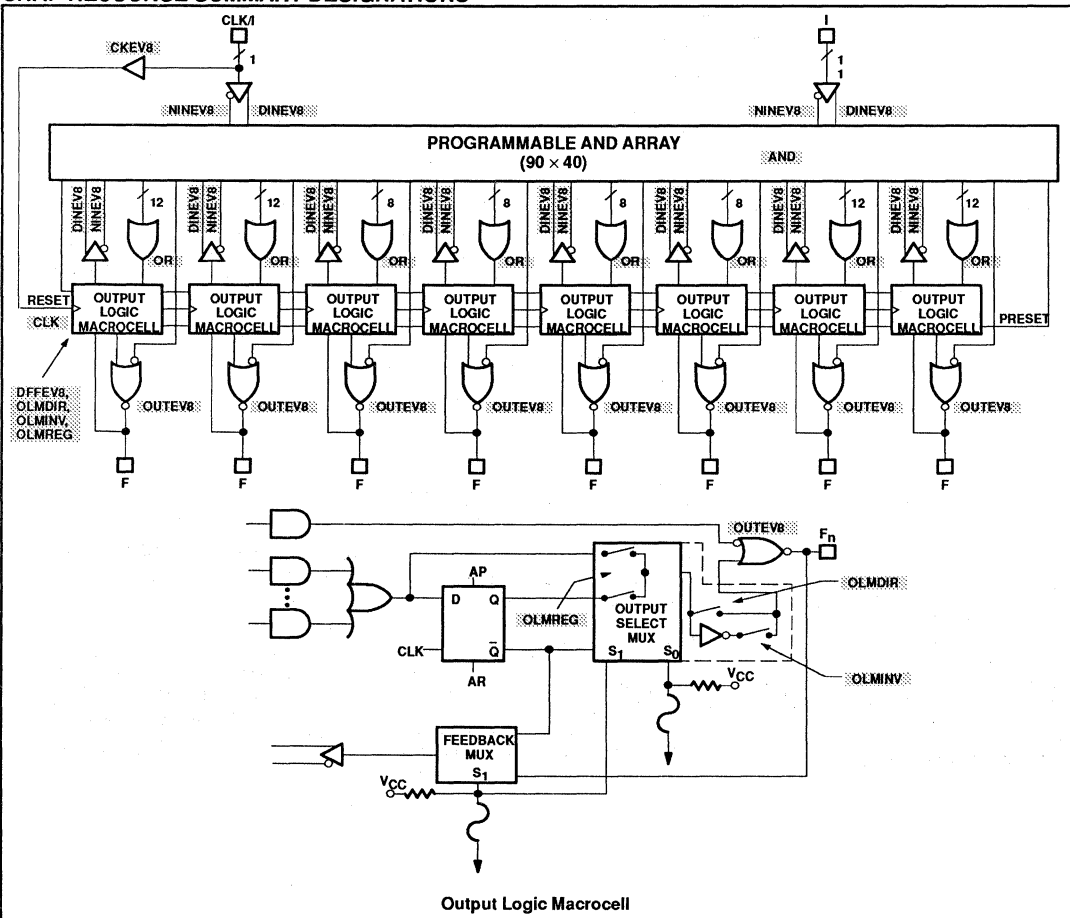 SNAP RESOURCE SUMMARY DESIGNATIONS
CLK/I
I
CKEV8
1
1
1
NINEV8
DINEV8
NINEV8
DINEV8
PROGRAMMABLE AND ARRAY
(90 × 40)
AND
DINEV8 NINEV8 12 DINEV8 NINEV8 12 DINEV8 NINEV8 8 DINEV8 NINEV8 8 DINEV8 NINEV8 8 DINEV8 NINEV8 8 DINEV8 NINEV8 12 DINEV8 NINEV8 12
OR OR OR OR OR OR OR OR
RESET
CLK
OUTPUT LOGIC MACROCELL
OUTPUT LOGIC MACROCELL
OUTPUT LOGIC MACROCELL
OUTPUT LOGIC MACROCELL
OUTPUT LOGIC MACROCELL
OUTPUT LOGIC MACROCELL
OUTPUT LOGIC MACROCELL
OUTPUT LOGIC MACROCELL
PRESET
DFFEV8,
OLMDIR,
OLMINV,
OLMREG
OUTEV8 OUTEV8 OUTEV8 OUTEV8 OUTEV8 OUTEV8 OUTEV8 OUTEV8
F F F F F F F F
OUTEV8
Fn
AP
D Q
CLK
Q̅
AR
OLMREG
OUTPUT
SELECT
MUX
S1 S0
OLMDIR
OLMINV
VCC
FEEDBACK
MUX
S1
VCC
Output Logic Macrocell